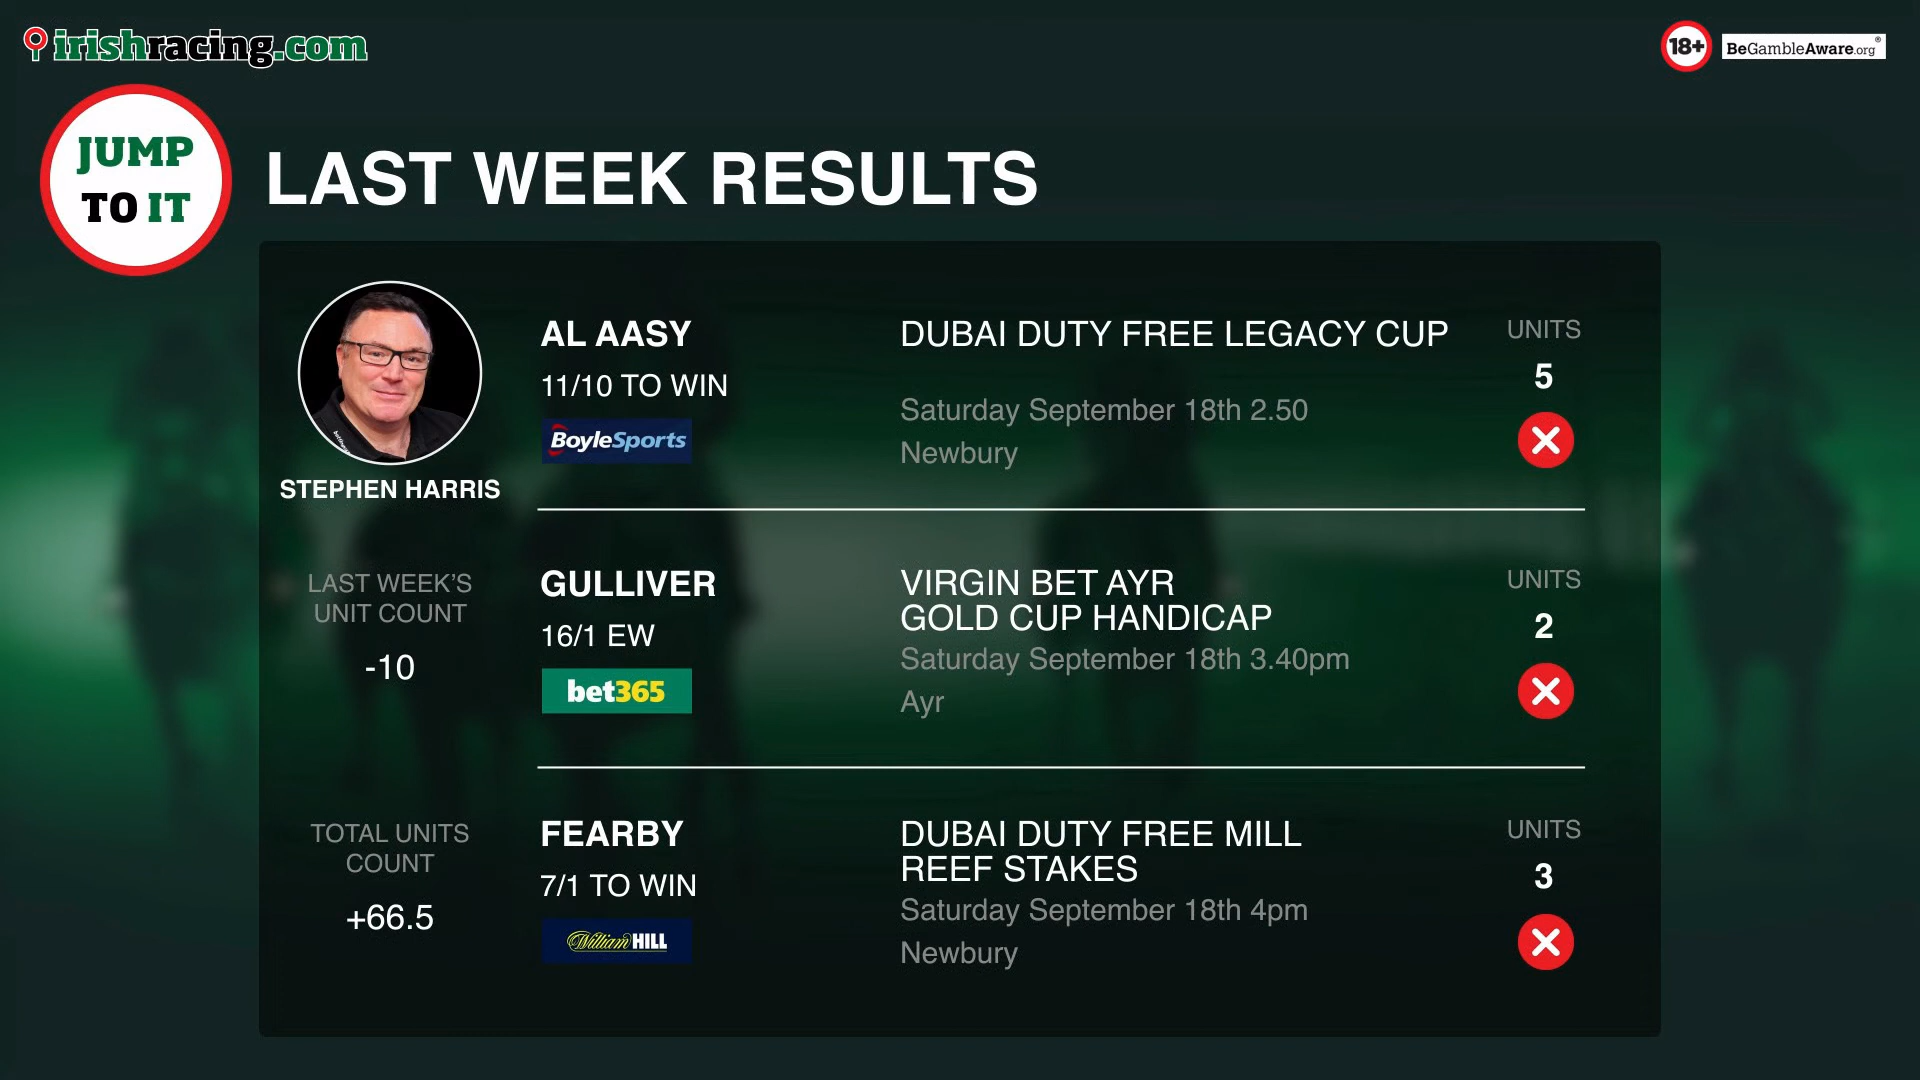 irishracing.com
18+
BeGambleAware.org®
JUMP
TO IT
LAST WEEK RESULTS
STEPHEN HARRIS
AL AASY
11/10 TO WIN
BoyleSports
DUBAI DUTY FREE LEGACY CUP
Saturday September 18th 2.50
Newbury
UNITS
5
LAST WEEK'S
UNIT COUNT
-10
GULLIVER
16/1 EW
bet365
VIRGIN BET AYR
GOLD CUP HANDICAP
Saturday September 18th 3.40pm
Ayr
UNITS
2
TOTAL UNITS
COUNT
+66.5
FEARBY
7/1 TO WIN
William HILL
DUBAI DUTY FREE MILL
REEF STAKES
Saturday September 18th 4pm
Newbury
UNITS
3